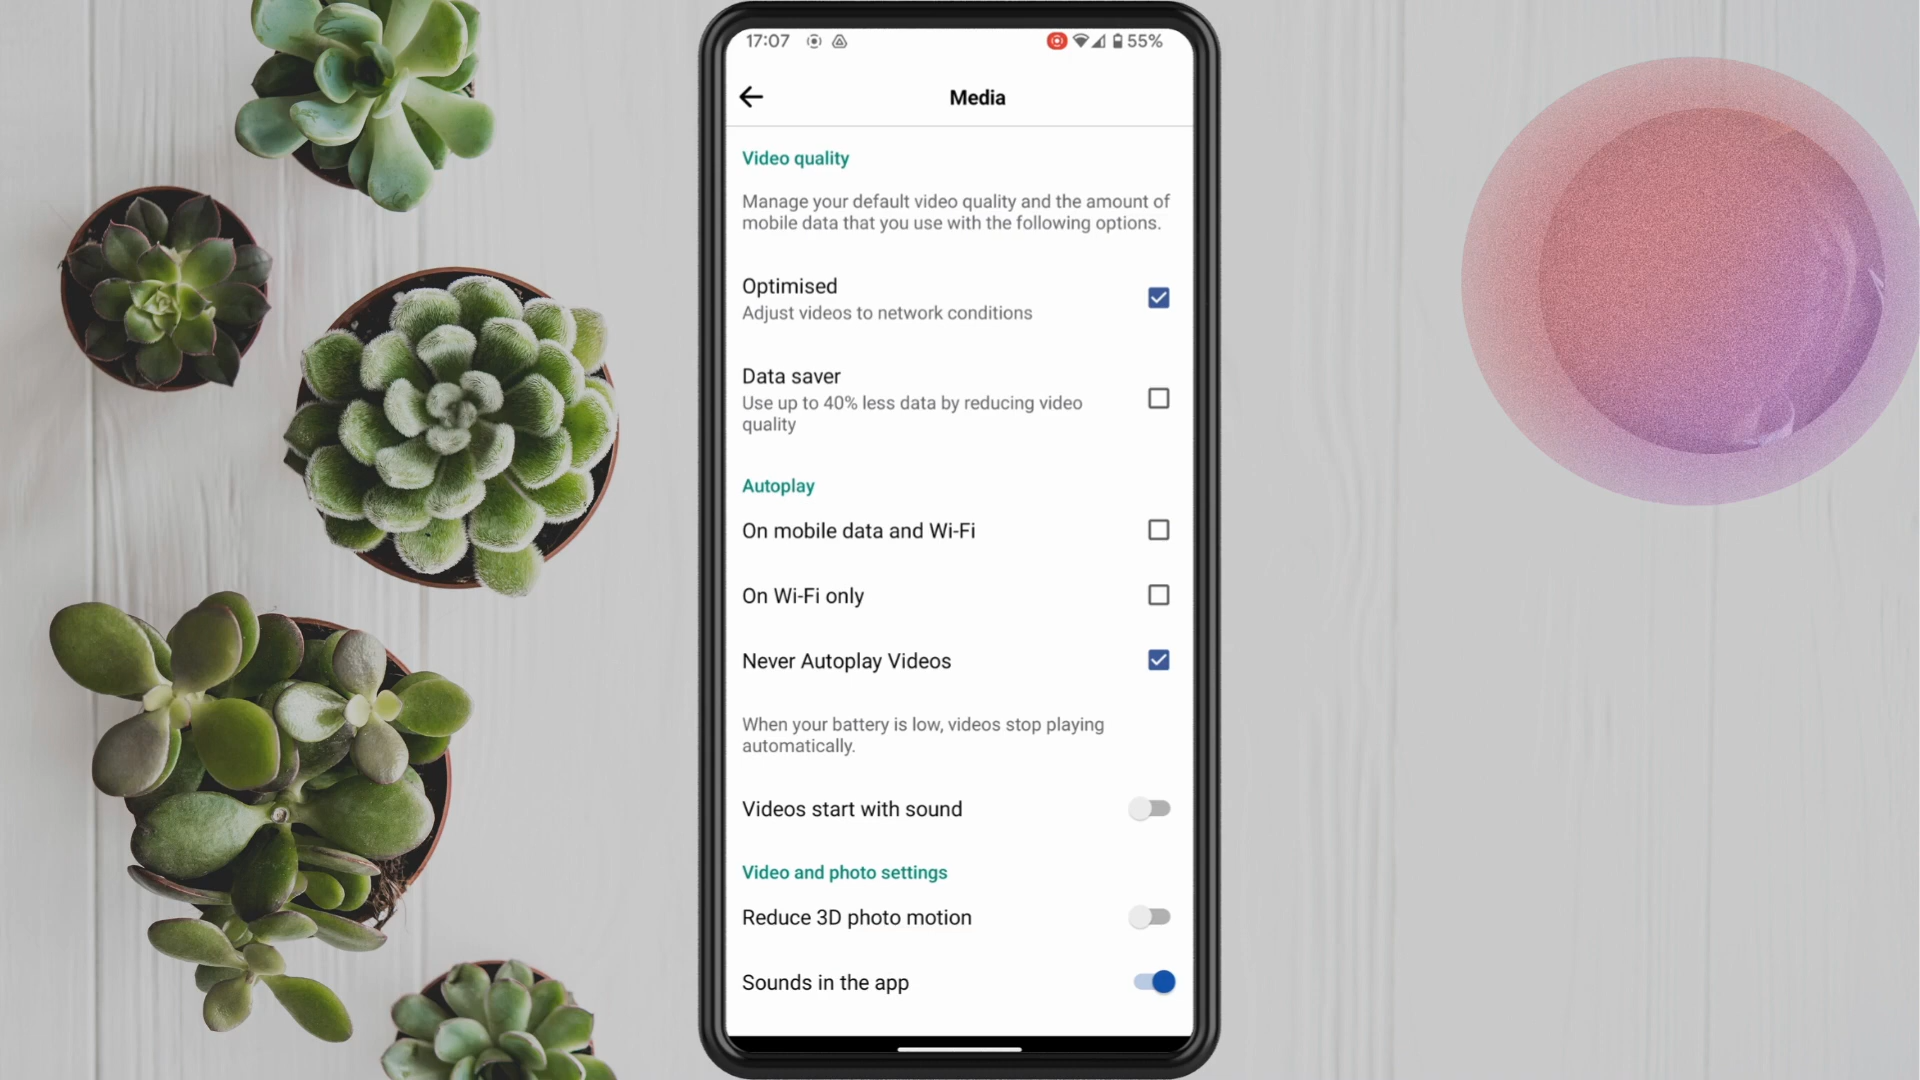 17:07
55%
Media
Video quality
Manage your default video quality and the amount of
mobile data that you use with the following options.
Optimised
Adjust videos to network conditions
Data saver
Use up to 40% less data by reducing video
quality
Autoplay
On mobile data and Wi-Fi
On Wi-Fi only
Never Autoplay Videos
When your battery is low, videos stop playing
automatically.
Videos start with sound
Video and photo settings
Reduce 3D photo motion
Sounds in the app